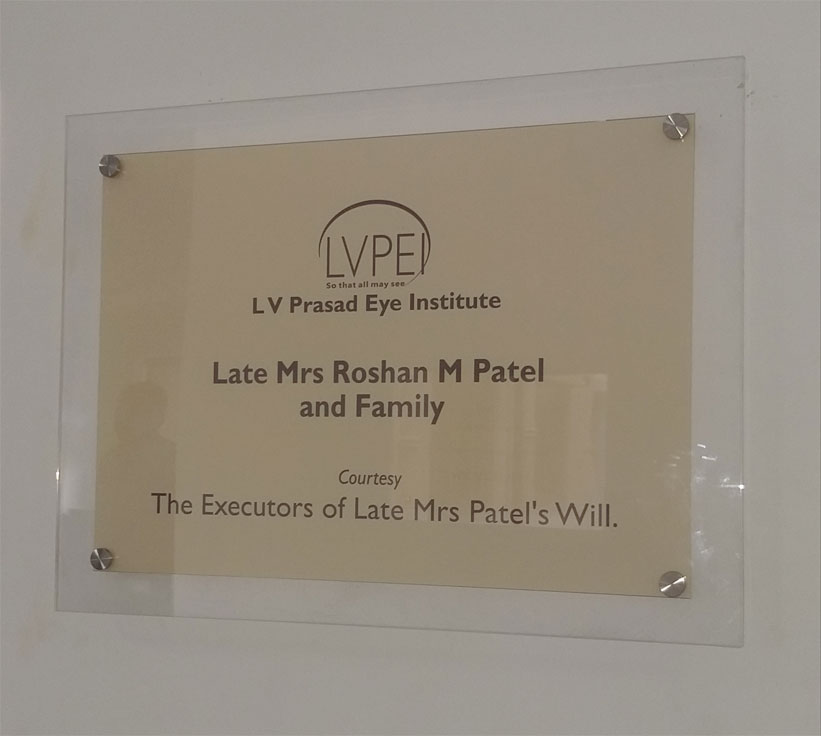 LVPEI
So that all may see
L V Prasad Eye Institute
Late Mrs Roshan M Patel
and Family
Courtesy
The Executors of Late Mrs Patel's Will.